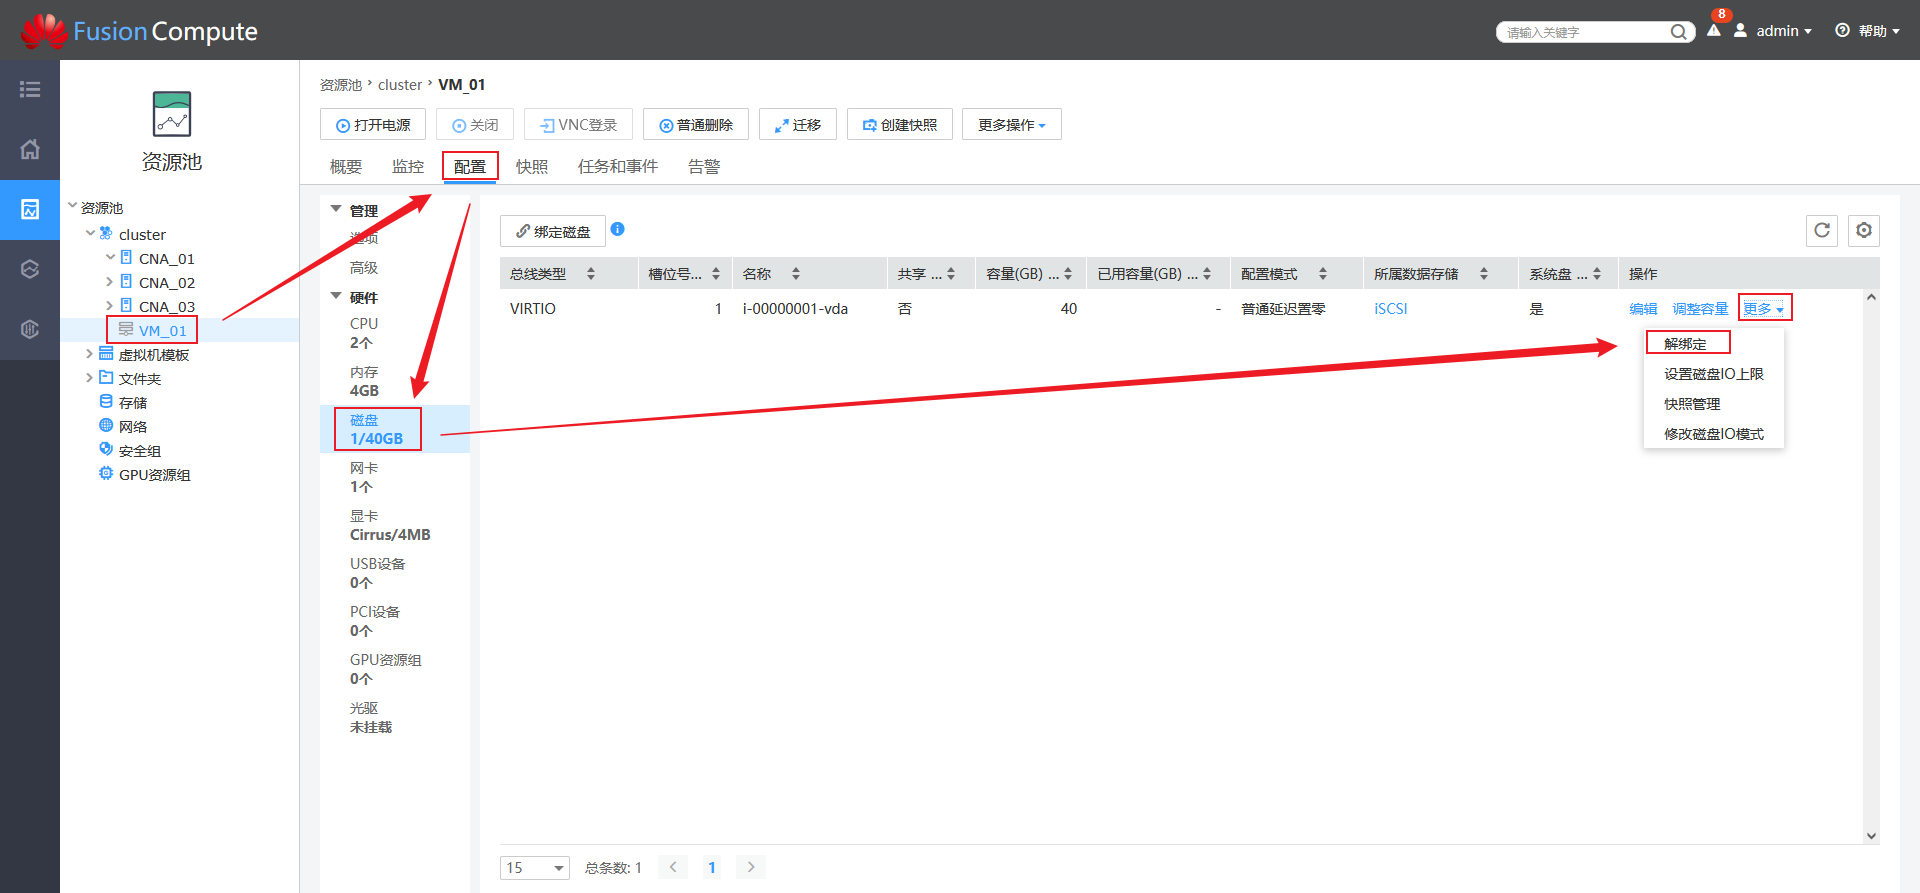 FusionCompute
请输入关键字
8
admin
帮助
资源池
资源池
cluster
CNA_01
CNA_02
CNA_03
VM_01
虚拟机模板
文件夹
存储
网络
安全组
GPU资源组
资源池 › cluster › VM_01
打开电源 关闭 VNC登录 普通删除 迁移 创建快照 更多操作
概要 监控 配置 快照 任务和事件 告警
管理
选项
高级
硬件
CPU
2个
内存
4GB
磁盘
1/40GB
网卡
1个
显卡
Cirrus/4MB
USB设备
0个
PCI设备
0个
GPU资源组
0个
光驱
未挂载
绑定磁盘
总线类型 槽位号... 名称 共享 ... 容量(GB) ... 已用容量(GB) ... 配置模式 所属数据存储 系统盘 ... 操作
VIRTIO 1 i-00000001-vda 否 40 - 普通延迟置零 iSCSI 是 编辑 调整容量 更多
解绑定
设置磁盘IO上限
快照管理
修改磁盘IO模式
15 总条数: 1 < 1 >